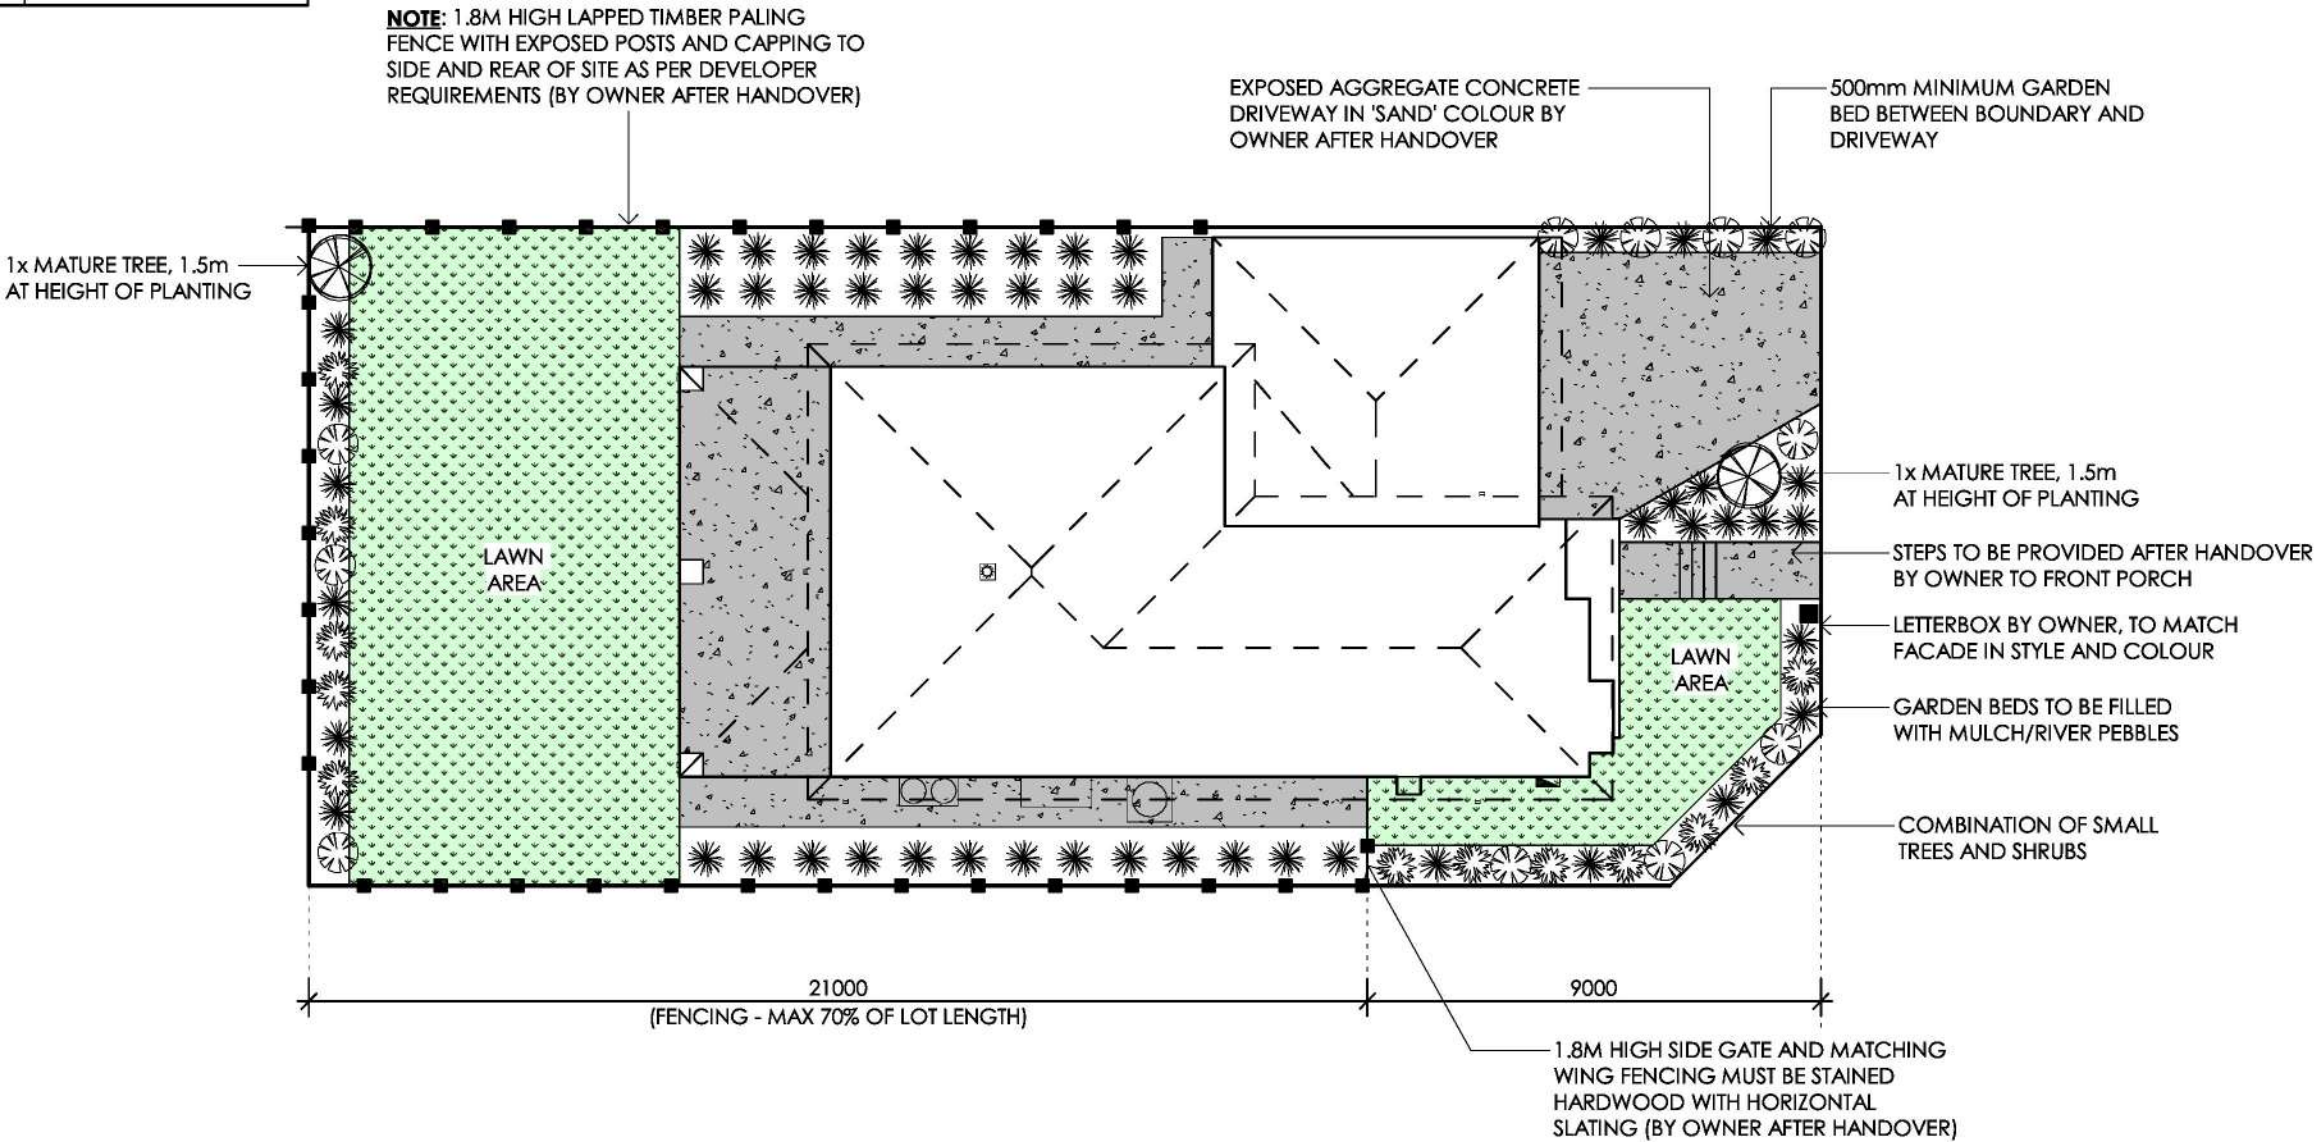 NOTE: 1.8M HIGH LAPPED TIMBER PALING
FENCE WITH EXPOSED POSTS AND CAPPING TO
SIDE AND REAR OF SITE AS PER DEVELOPER
REQUIREMENTS (BY OWNER AFTER HANDOVER)
EXPOSED AGGREGATE CONCRETE
DRIVEWAY IN 'SAND' COLOUR BY
OWNER AFTER HANDOVER
500mm MINIMUM GARDEN
BED BETWEEN BOUNDARY AND
DRIVEWAY
1x MATURE TREE, 1.5m
AT HEIGHT OF PLANTING
1x MATURE TREE, 1.5m
AT HEIGHT OF PLANTING
LAWN
AREA
STEPS TO BE PROVIDED AFTER HANDOVER
BY OWNER TO FRONT PORCH
LETTERBOX BY OWNER, TO MATCH
FACADE IN STYLE AND COLOUR
LAWN
AREA
GARDEN BEDS TO BE FILLED
WITH MULCH/RIVER PEBBLES
COMBINATION OF SMALL
TREES AND SHRUBS
21000
(FENCING - MAX 70% OF LOT LENGTH)
9000
1.8M HIGH SIDE GATE AND MATCHING
WING FENCING MUST BE STAINED
HARDWOOD WITH HORIZONTAL
SLATING (BY OWNER AFTER HANDOVER)